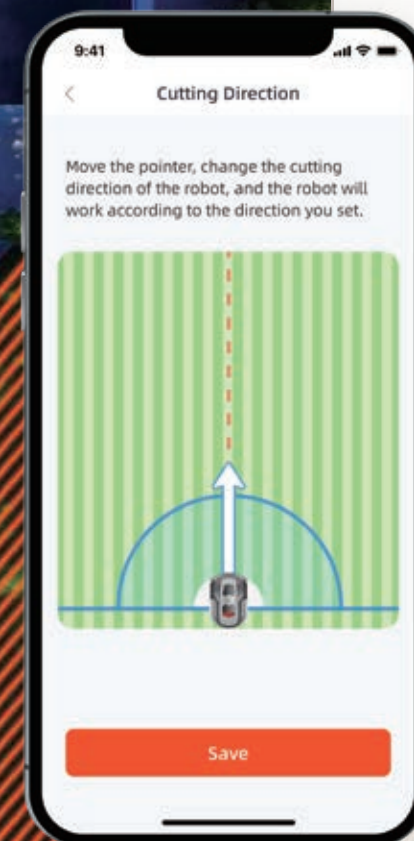 9:41
Cutting Direction
Move the pointer, change the cutting
direction of the robot, and the robot will
work according to the direction you set.
Save